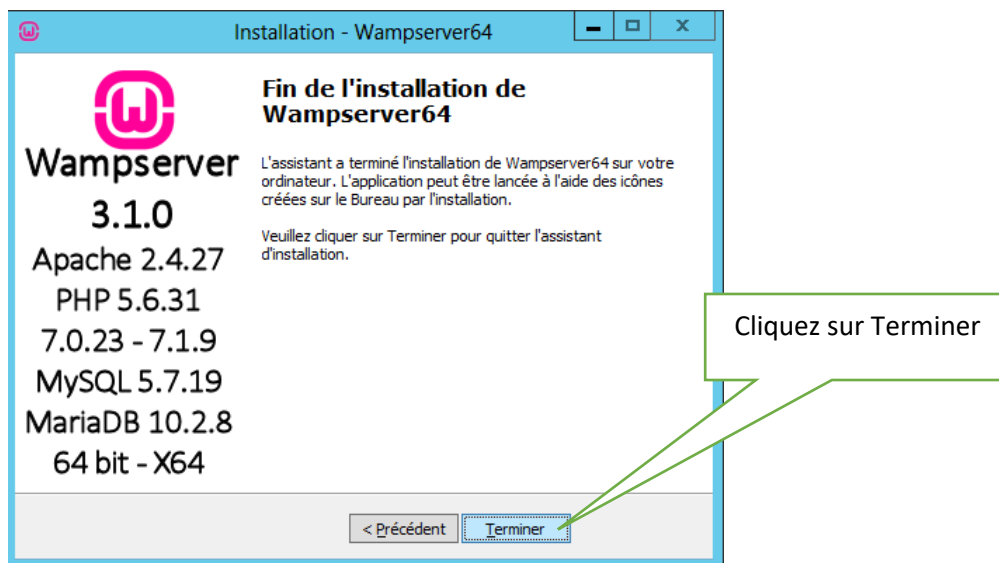 Installation - Wampserver64
Wampserver
3.1.0
Apache 2.4.27
PHP 5.6.31
7.0.23 - 7.1.9
MySQL 5.7.19
MariaDB 10.2.8
64 bit - X64
Fin de l'installation de
Wampserver64
L'assistant a terminé l'installation de Wampserver64 sur votre
ordinateur. L'application peut être lancée à l'aide des icônes
créées sur le Bureau par l'installation.
Veuillez cliquer sur Terminer pour quitter l'assistant
d'installation.
Cliquez sur Terminer
< Précédent
Terminer